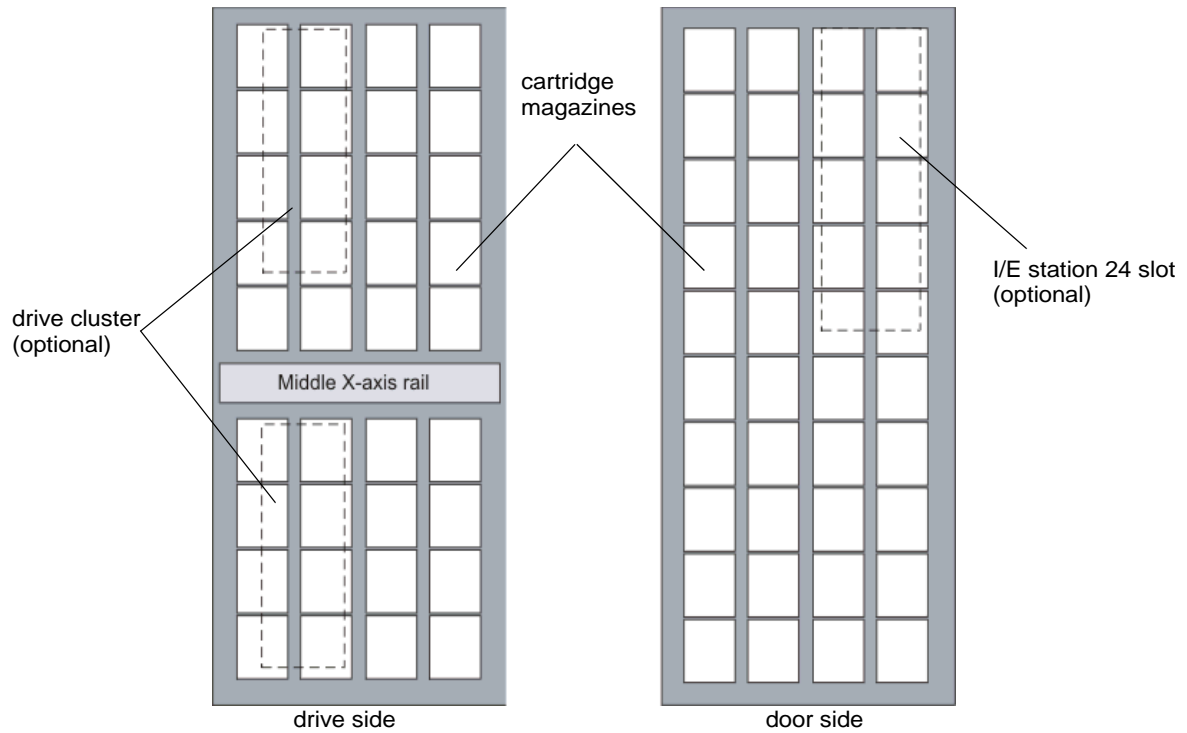 cartridge
magazines
I/E station 24 slot
(optional)
drive cluster
(optional)
Middle X-axis rail
drive side
door side